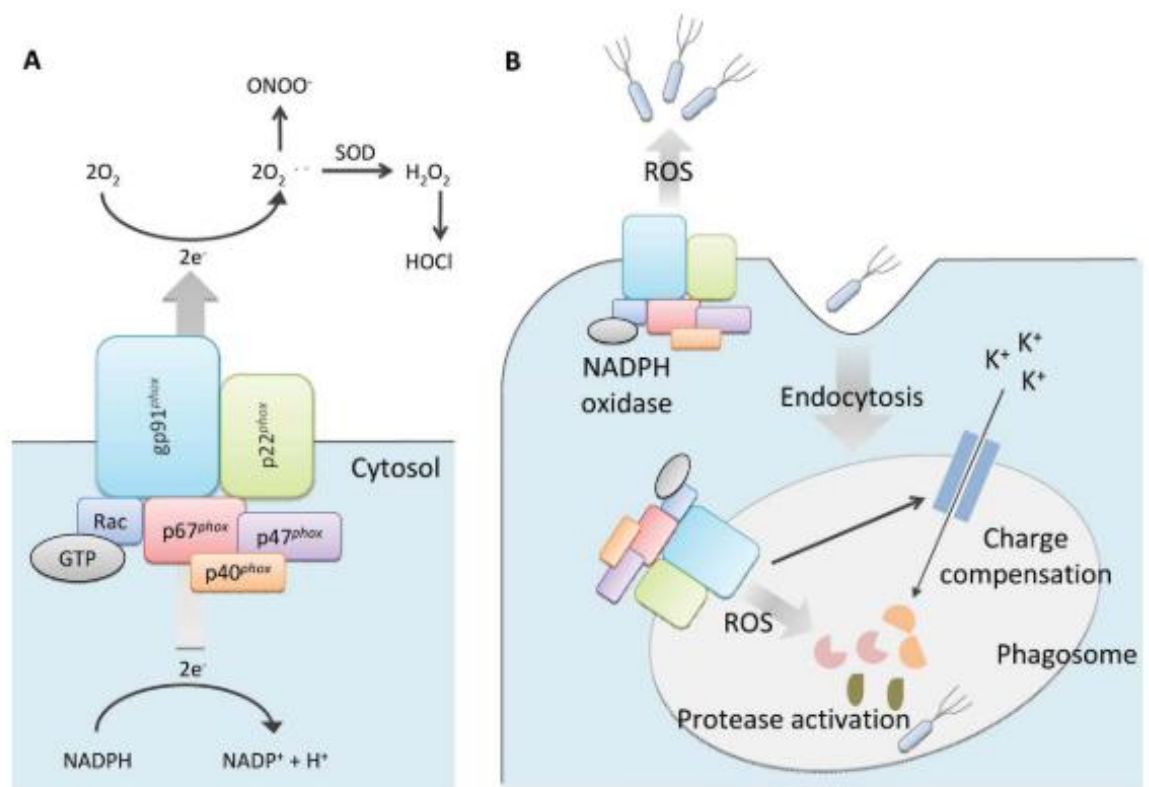 A
ONOO⁻
2O₂
2O₂ ·⁻
SOD
H₂O₂
2e⁻
HOCl
gp91phox
p22phox
Cytosol
Rac
p67phox
p47phox
GTP
p40phox
2e⁻
NADPH
NADP⁺ + H⁺
B
ROS
NADPH
oxidase
Endocytosis
K⁺
K⁺
K⁺
Charge
compensation
ROS
Phagosome
Protease activation